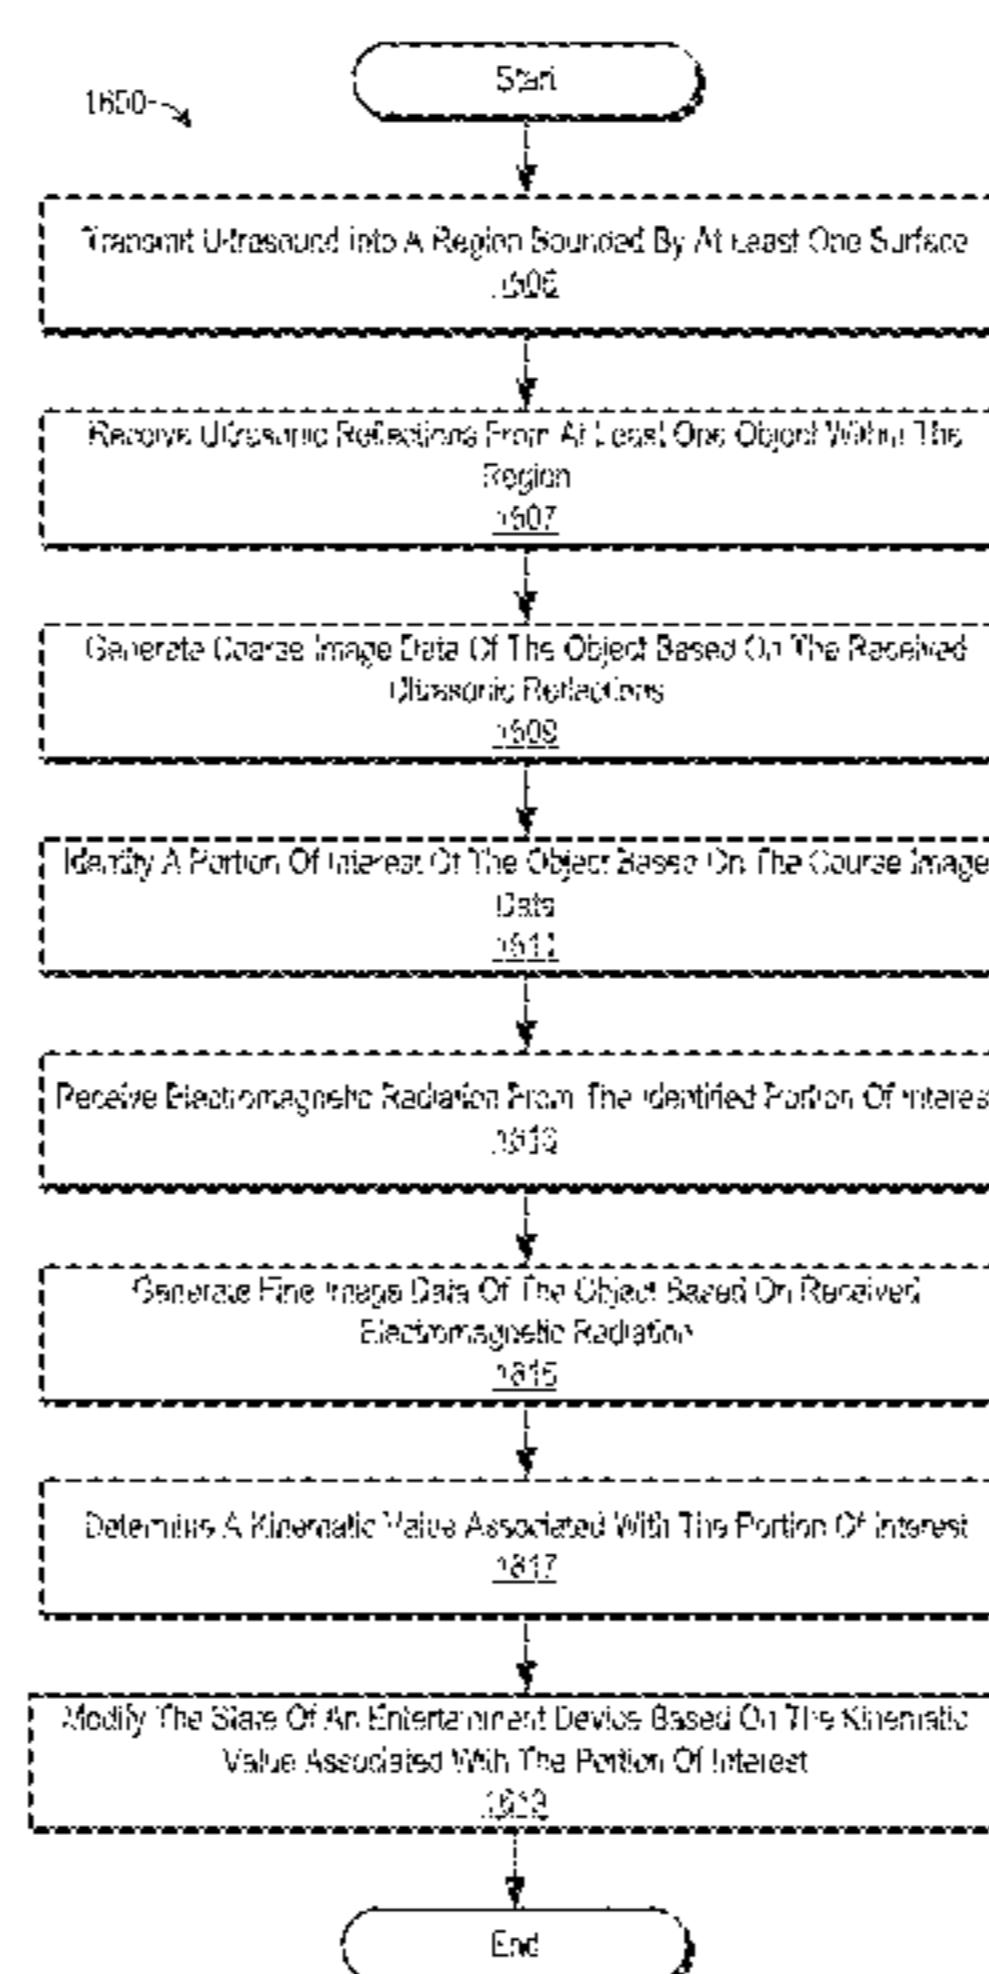 Start
1650
Transmit Ultrasound Into A Region Bounded By At Least One Surface
Receive Ultrasonic Reflections From At Least One Object Within The
Region
1607
Generate Coarse Image Data Of The Object Based On The Received
Ultrasonic Reflections
1609
Identify A Portion Of Interest Of The Object Based On The Course Image
Data
Receive Electromagnetic Radiation From The Identified Portion Of
Generate Fine Image Data Of The Object Based On Received
Electromagnetic Radiation
1615
Determine A Kinematic Value Associated With The Portion Of Interest
1617
Modify The State Of An Entertainment Device Based On The Kinematic
Value Associated With The Portion Of Interest
End